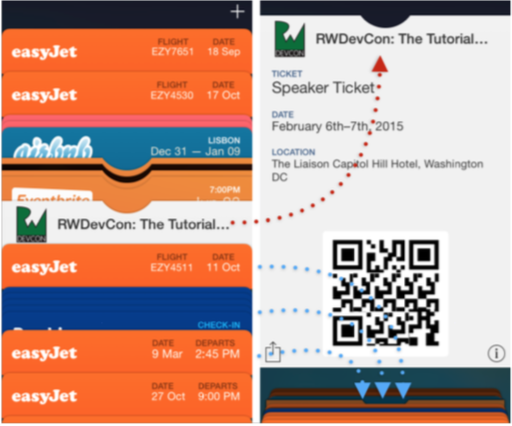 +
easyJet
FLIGHT DATE
EZY7651 18 Sep
easyJet
FLIGHT DATE
EZY4530 17 Oct
airbnb
LISBON
Dec 31 — Jan 09
Eventbrite
7:00PM
DEVCON
RWDevCon: The Tutorial...
easyJet
FLIGHT DATE
EZY4511 11 Oct
CHECK-IN
easyJet
DATE DEPARTS
9 Mar 2:45 PM
easyJet
DATE DEPARTS
27 Oct 9:00 PM
DEVCON
RWDevCon: The Tutorial...
TICKET
Speaker Ticket
DATE
February 6th–7th, 2015
LOCATION
The Liaison Capitol Hill Hotel, Washington
DC